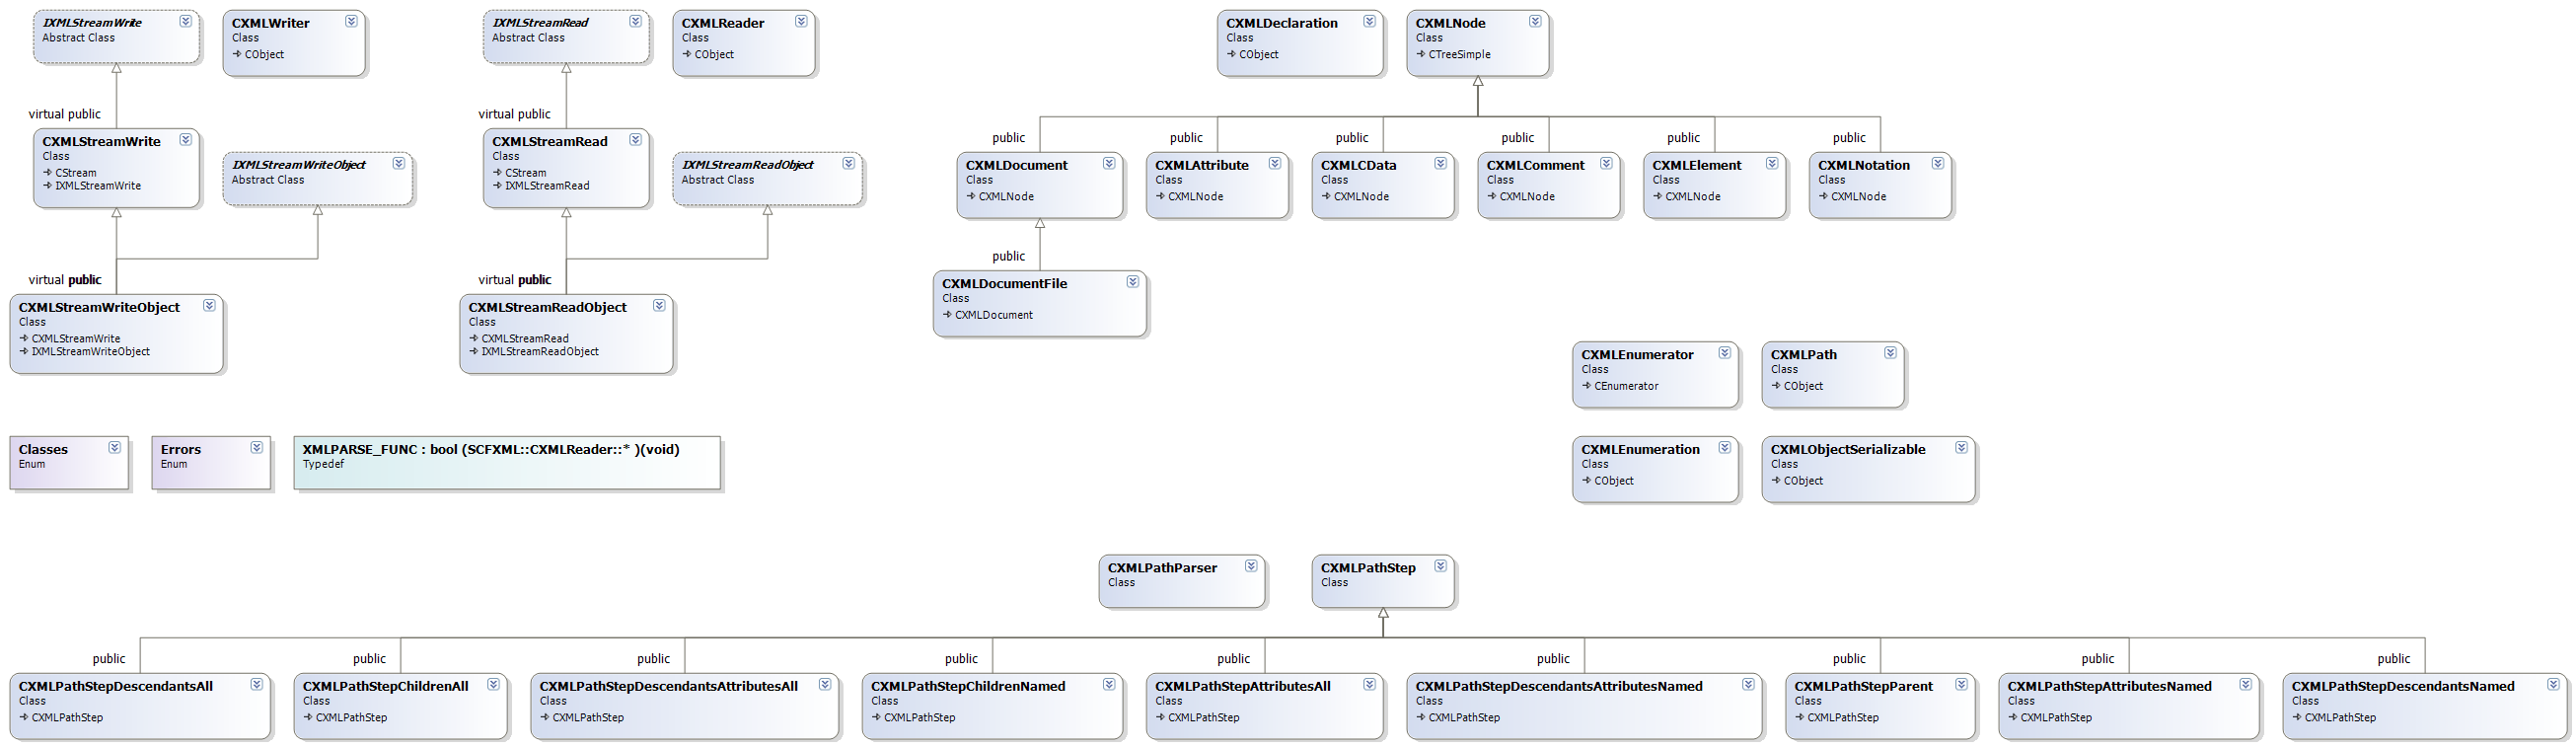 IXMLStreamWrite
Abstract Class
CXMLWriter
Class
CObject
IXMLStreamRead
Abstract Class
CXMLReader
Class
CObject
CXMLDeclaration
Class
CObject
CXMLNode
Class
CTreeSimple
virtual public
virtual public
CXMLStreamWrite
Class
CStream
IXMLStreamWrite
IXMLStreamWriteObject
Abstract Class
CXMLStreamRead
Class
CStream
IXMLStreamRead
IXMLStreamReadObject
Abstract Class
public
public
public
public
public
public
CXMLDocument
Class
CXMLNode
CXMLAttribute
Class
CXMLNode
CXMLCData
Class
CXMLNode
CXMLComment
Class
CXMLNode
CXMLElement
Class
CXMLNode
CXMLNotation
Class
CXMLNode
virtual public
virtual public
public
CXMLStreamWriteObject
Class
CXMLStreamWrite
IXMLStreamWriteObject
CXMLStreamReadObject
Class
CXMLStreamRead
IXMLStreamReadObject
CXMLDocumentFile
Class
CXMLDocument
CXMLEnumerator
Class
CEnumerator
CXMLPath
Class
CObject
Classes
Enum
Errors
Enum
XMLPARSE_FUNC : bool (SCFXML::CXMLReader::* )(void)
Typedef
CXMLEnumeration
Class
CObject
CXMLObjectSerializable
Class
CObject
CXMLPathParser
Class
CXMLPathStep
Class
public
public
public
public
public
public
public
public
public
CXMLPathStepDescendantsAll
Class
CXMLPathStep
CXMLPathStepChildrenAll
Class
CXMLPathStep
CXMLPathStepDescendantsAttributesAll
Class
CXMLPathStep
CXMLPathStepChildrenNamed
Class
CXMLPathStep
CXMLPathStepAttributesAll
Class
CXMLPathStep
CXMLPathStepDescendantsAttributesNamed
Class
CXMLPathStep
CXMLPathStepParent
Class
CXMLPathStep
CXMLPathStepAttributesNamed
Class
CXMLPathStep
CXMLPathStepDescendantsNamed
Class
CXMLPathStep